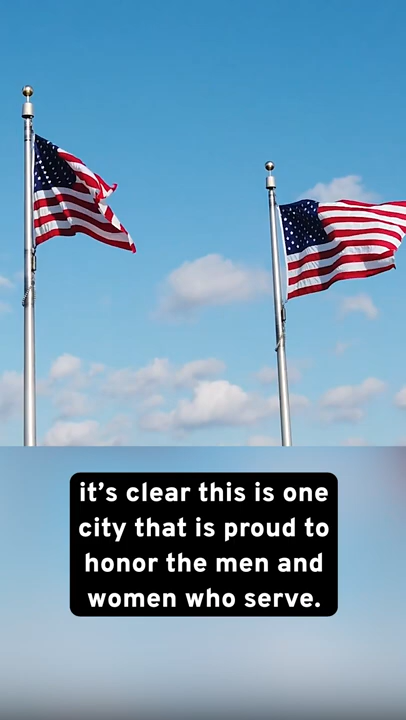 it’s clear this is one
city that is proud to
honor the men and
women who serve.